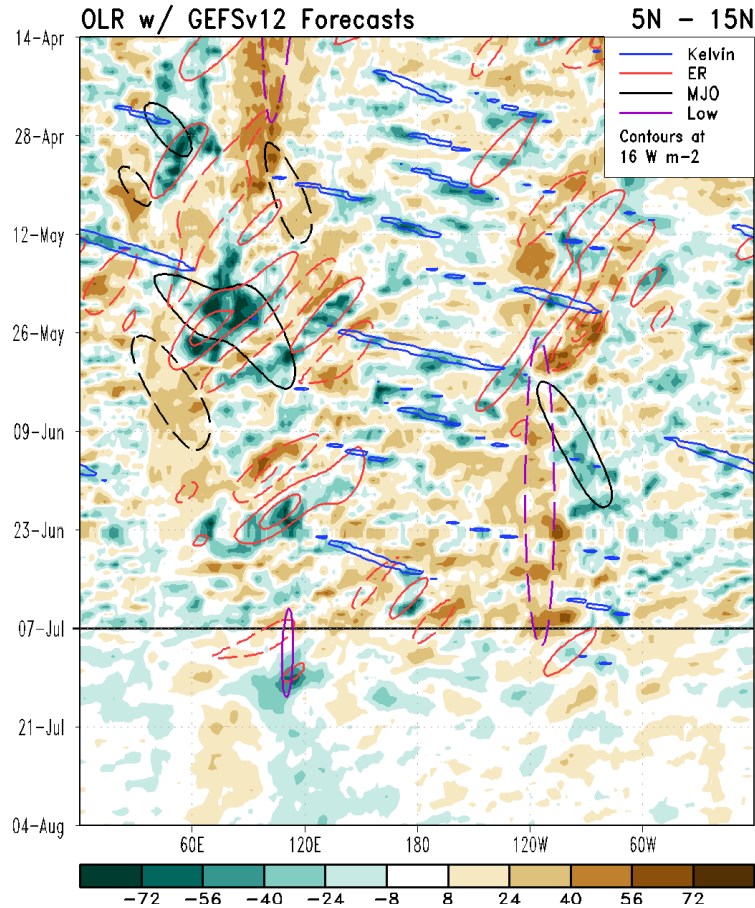 OLR w/ GEFSv12 Forecasts 5N - 15N
Kelvin
ER
MJO
Low
Contours at
16 W m-2
14-Apr
28-Apr
12-May
26-May
09-Jun
23-Jun
07-Jul
21-Jul
04-Aug
60E 120E 180 120W 60W
-72 -56 -40 -24 -8 8 24 40 56 72